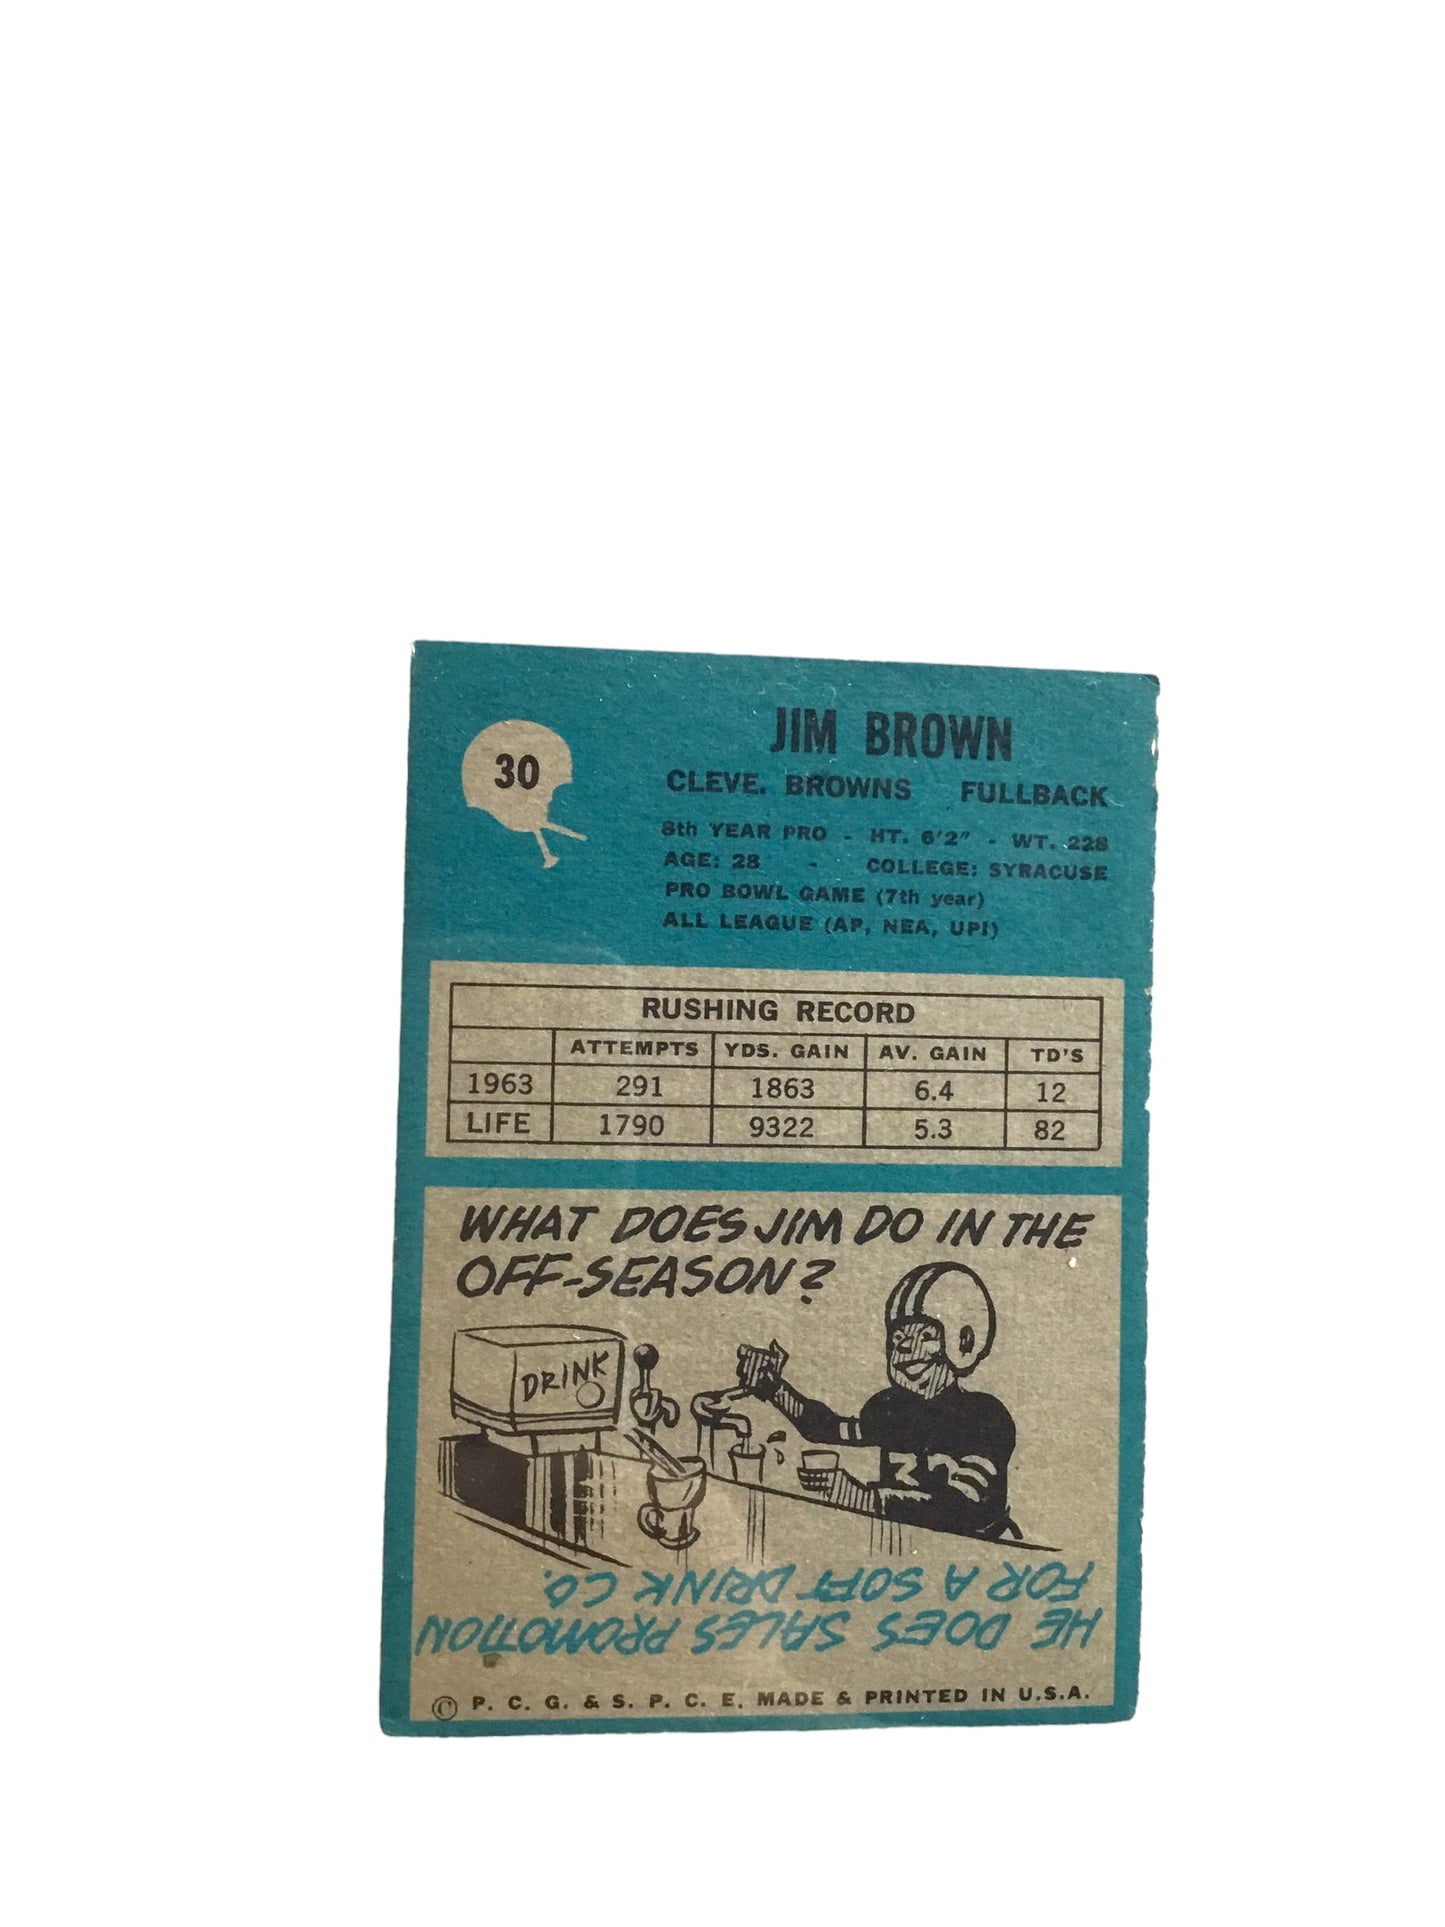 30
JIM BROWN
CLEVE. BROWNS FULLBACK
8th YEAR PRO - HT. 6'2" - WT. 228
AGE: 28 - COLLEGE: SYRACUSE
PRO BOWL GAME (7th year)
ALL LEAGUE (AP, NEA, UPI)
RUSHING RECORD
ATTEMPTS YDS. GAIN AV. GAIN TD'S
1963 291 1863 6.4 12
LIFE 1790 9322 5.3 82
WHAT DOES JIM DO IN THE
OFF-SEASON?
DRINK
32
HE DOES SALES PROMOTION
FOR A SOFT DRINK CO.
© P. C. G. & S. P. C. E. MADE & PRINTED IN U.S.A.